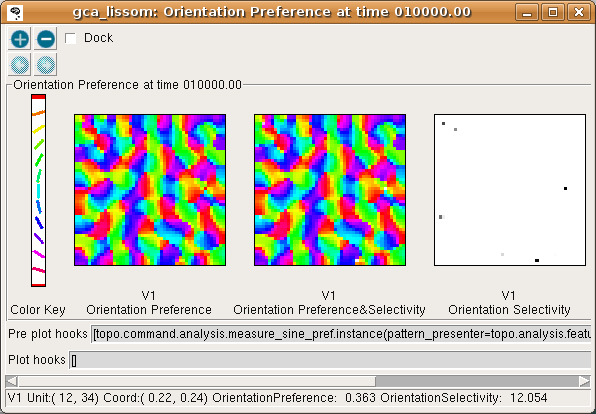 gca_lissom: Orientation Preference at time 010000.00
Dock
Orientation Preference at time 010000.00
Color Key
V1
Orientation Preference
V1
Orientation Preference&Selectivity
V1
Orientation Selectivity
Pre plot hooks [topo.command.analysis.measure_sine_pref.instance(pattern_presenter=topo.analysis.featu
Plot hooks []
V1 Unit:( 12, 34) Coord:( 0.22, 0.24) OrientationPreference: 0.363 OrientationSelectivity: 12.054